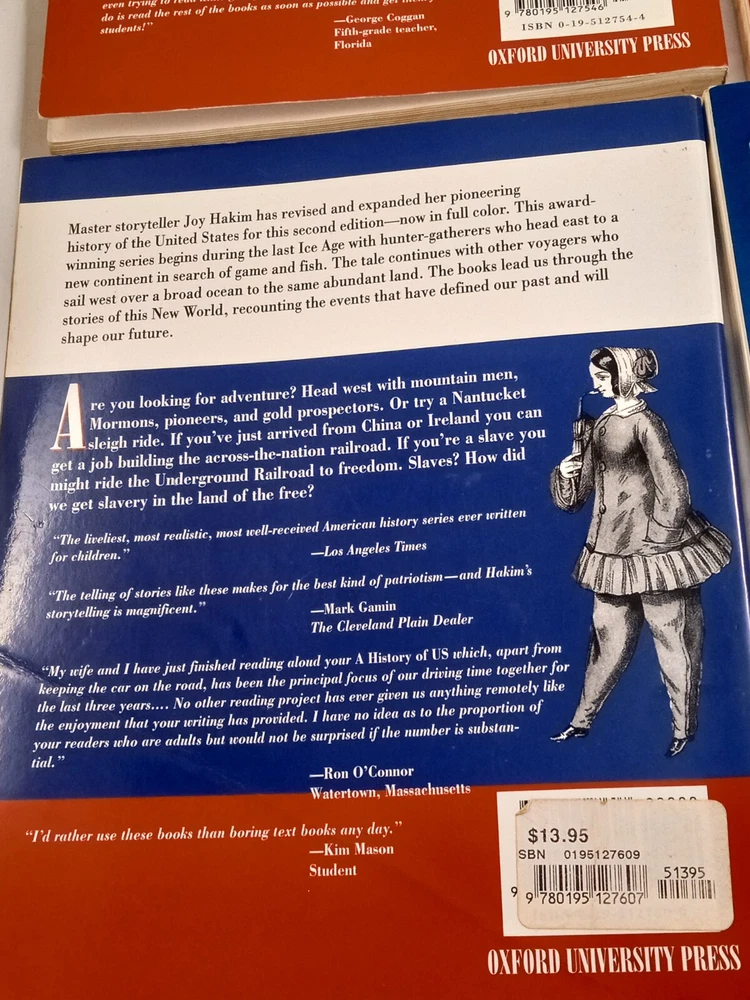 do is read the rest of the books as soon as possible and get
students!"
—George Coggan
Fifth-grade teacher,
Florida
9 780195 127546
ISBN 0-19-512754-4
OXFORD UNIVERSITY PRESS
Master storyteller Joy Hakim has revised and expanded her pioneering
history of the United States for this second edition—now in full color. This award-
winning series begins during the last Ice Age with hunter-gatherers who head east to a
new continent in search of game and fish. The tale continues with other voyagers who
sail west over a broad ocean to the same abundant land. The books lead us through the
stories of this New World, recounting the events that have defined our past and will
shape our future.
Are you looking for adventure? Head west with mountain men,
Mormons, pioneers, and gold prospectors. Or try a Nantucket
sleigh ride. If you've just arrived from China or Ireland you can
get a job building the across-the-nation railroad. If you're a slave you
might ride the Underground Railroad to freedom. Slaves? How did
we get slavery in the land of the free?
"The liveliest, most realistic, most well-received American history series ever written
for children."
—Los Angeles Times
"The telling of stories like these makes for the best kind of patriotism—and Hakim's
storytelling is magnificent."
—Mark Gamin
The Cleveland Plain Dealer
"My wife and I have just finished reading aloud your A History of US which, apart from
keeping the car on the road, has been the principal focus of our driving time together for
the last three years.... No other reading project has ever given us anything remotely like
the enjoyment that your writing has provided. I have no idea as to the proportion of
your readers who are adults but would not be surprised if the number is substan-
tial."
—Ron O'Connor
Watertown, Massachusetts
"I'd rather use these books than boring text books any day."
—Kim Mason
Student
$13.95
SBN 0195127609
51395
9
9 780195 127607
OXFORD UNIVERSITY PRESS